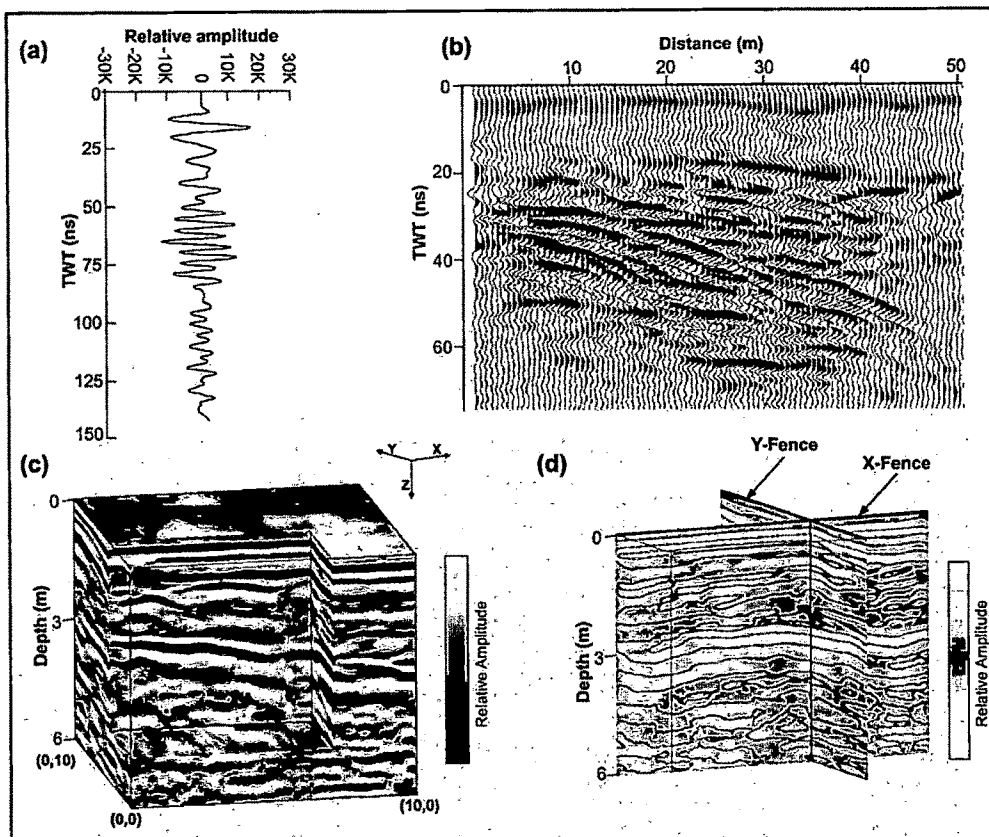 (a)
Relative amplitude
-30K -20K -10K 0 10K 20K 30K
0
25
50
75
100
125
150
TWT (ns)
(b)
Distance (m)
10 20 30 40 50
0
20
40
60
TWT (ns)
(c)
Y X
Z
0
3
6
Depth (m)
(0,10)
(0,0)
(10,0)
Relative Amplitude
(d)
Y-Fence
X-Fence
0
3
6
Depth (m)
Relative Amplitude